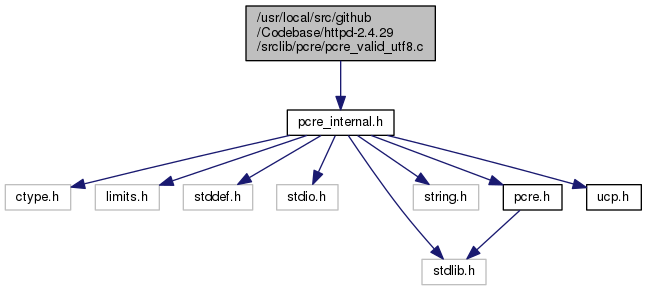 /usr/local/src/github
/Codebase/httpd-2.4.29
/srclib/pcre/pcre_valid_utf8.c
pcre_internal.h
ctype.h
limits.h
stddef.h
stdio.h
string.h
pcre.h
ucp.h
stdlib.h